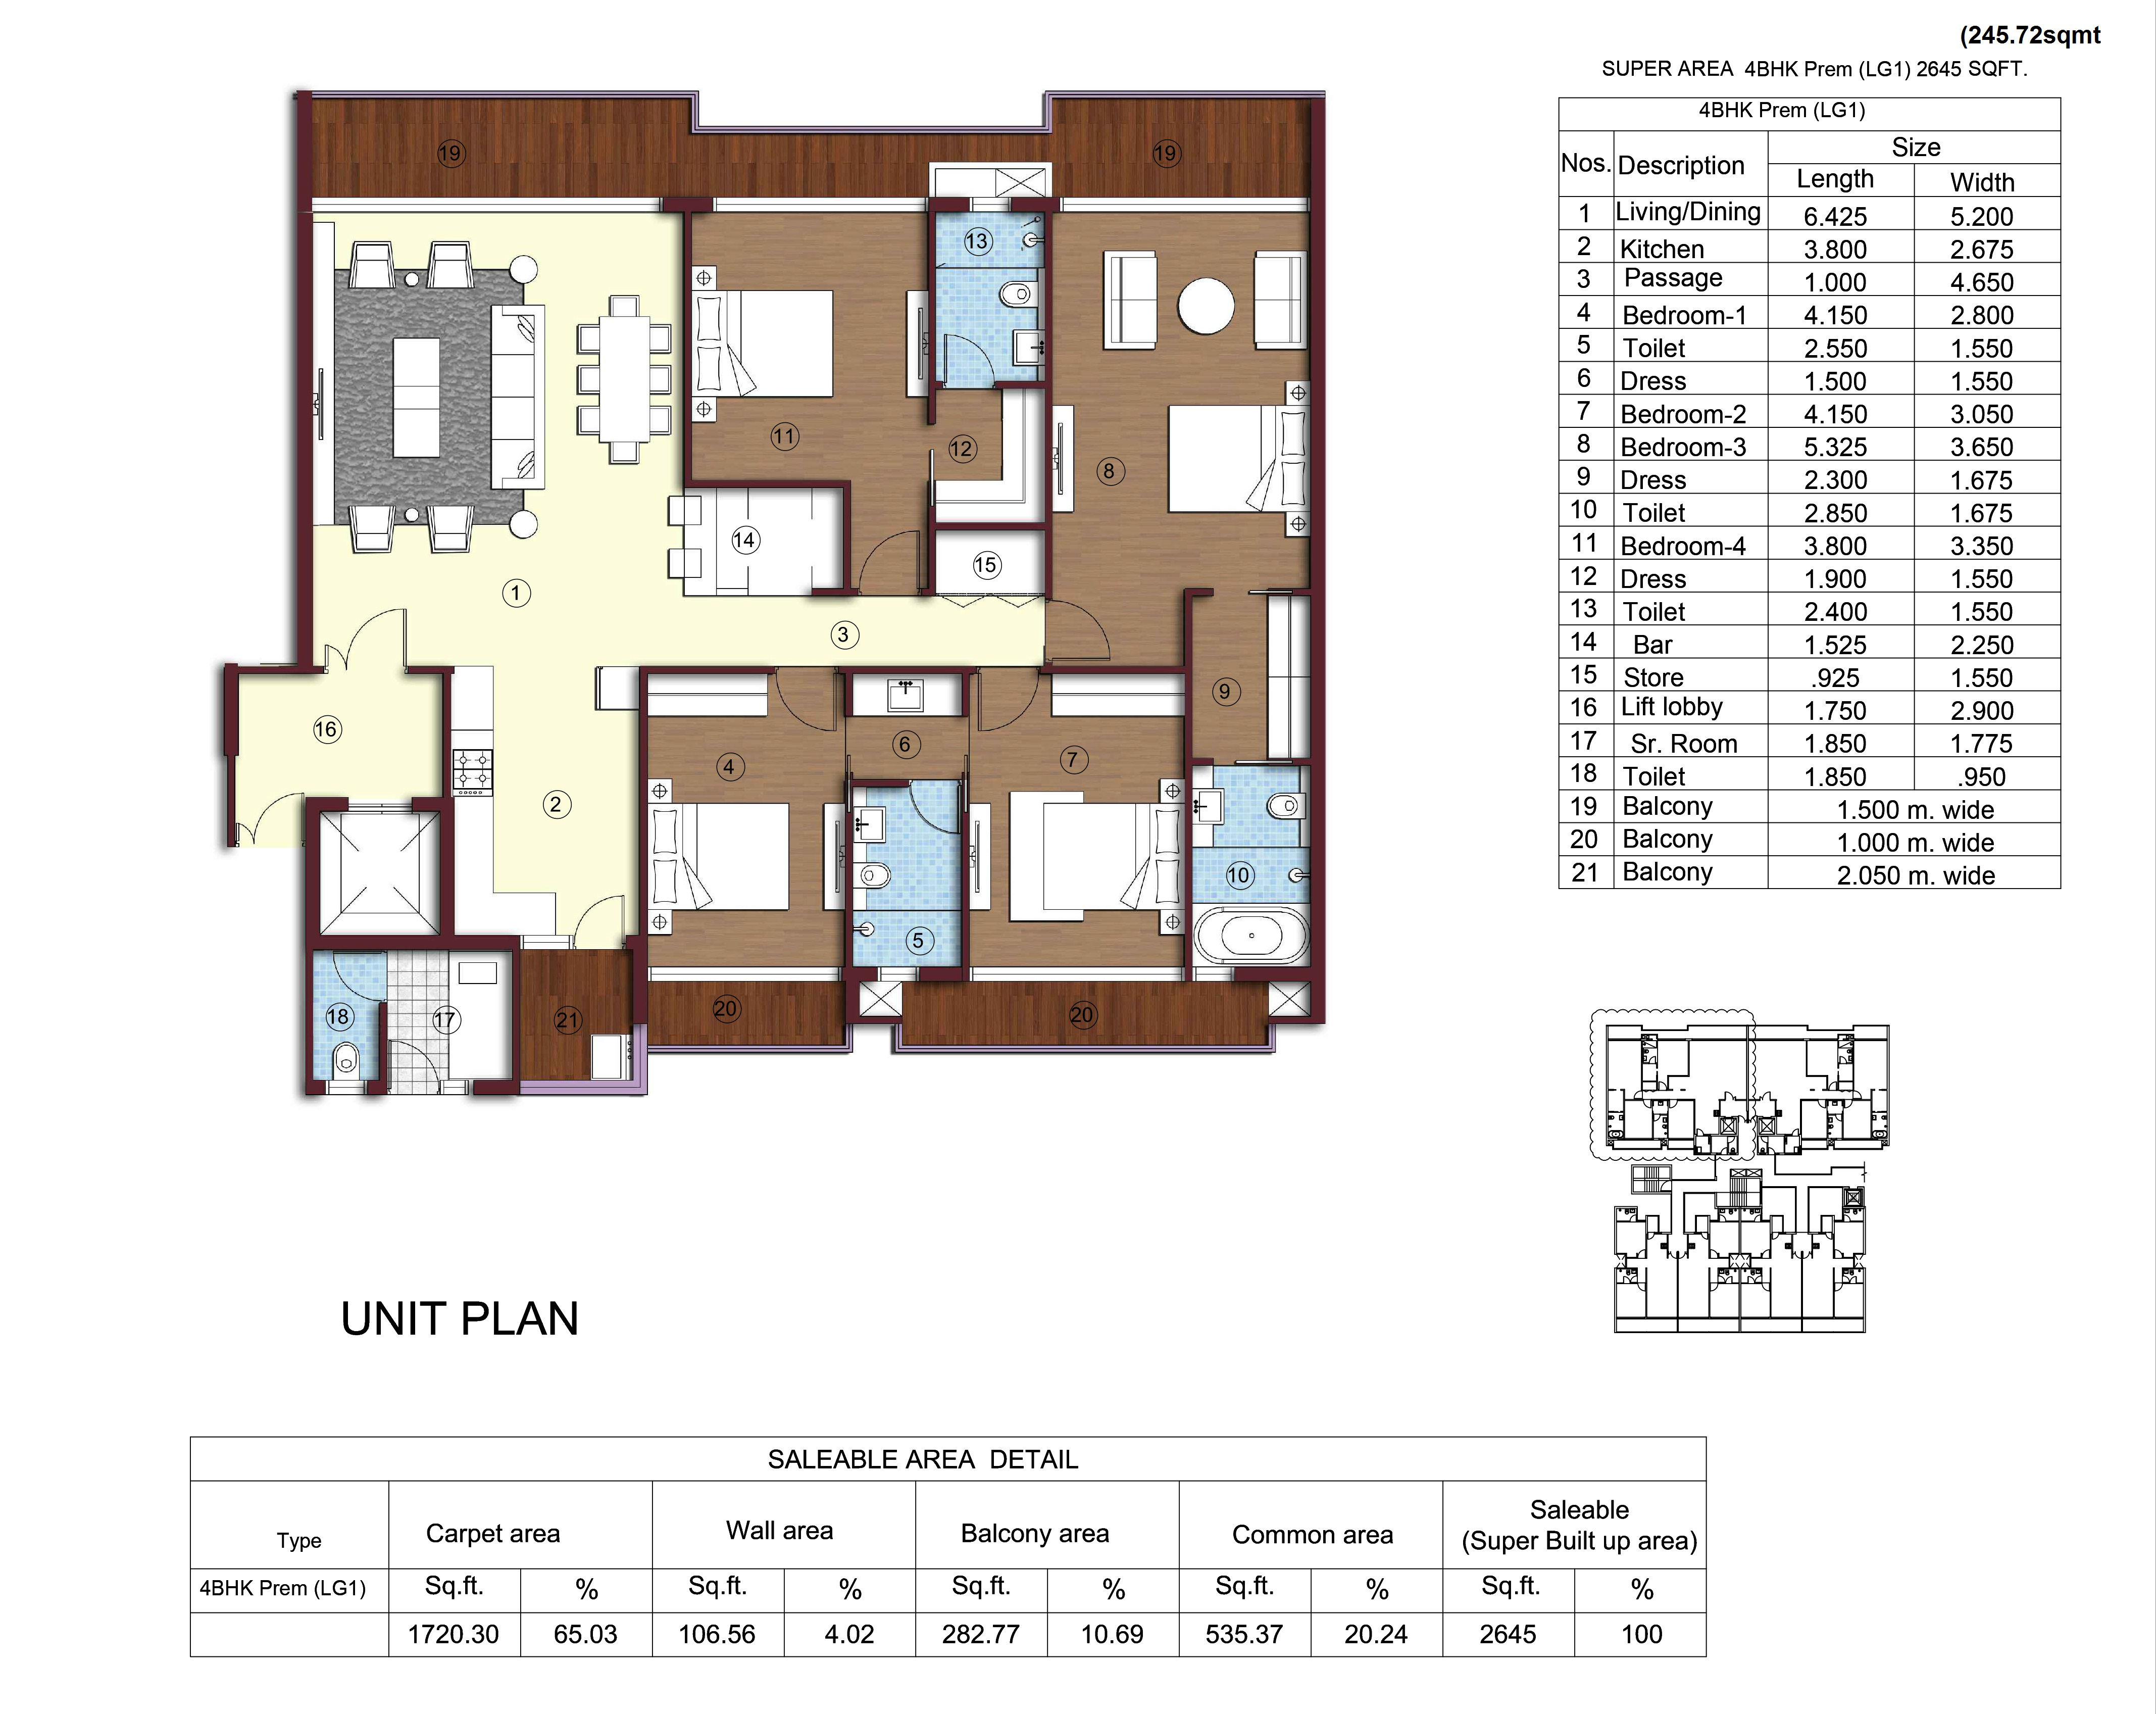 (245.72sqmt
SUPER AREA 4BHK Prem (LG1) 2645 SQFT.
4BHK Prem (LG1)
Nos. Description Size
Length Width
1 Living/Dining 6.425 5.200
2 Kitchen 3.800 2.675
3 Passage 1.000 4.650
4 Bedroom-1 4.150 2.800
5 Toilet 2.550 1.550
6 Dress 1.500 1.550
7 Bedroom-2 4.150 3.050
8 Bedroom-3 5.325 3.650
9 Dress 2.300 1.675
10 Toilet 2.850 1.675
11 Bedroom-4 3.800 3.350
12 Dress 1.900 1.550
13 Toilet 2.400 1.550
14 Bar 1.525 2.250
15 Store .925 1.550
16 Lift lobby 1.750 2.900
17 Sr. Room 1.850 1.775
18 Toilet 1.850 .950
19 Balcony 1.500 m. wide
20 Balcony 1.000 m. wide
21 Balcony 2.050 m. wide
19 19
13
11
12
8
14
15
1
3
9
16
6
4
7
2
10
5
20
20
18
17
21
UNIT PLAN
SALEABLE AREA DETAIL
Type Carpet area Wall area Balcony area Common area Saleable
(Super Built up area)
4BHK Prem (LG1) Sq.ft. % Sq.ft. % Sq.ft. % Sq.ft. % Sq.ft. %
1720.30 65.03 106.56 4.02 282.77 10.69 535.37 20.24 2645 100